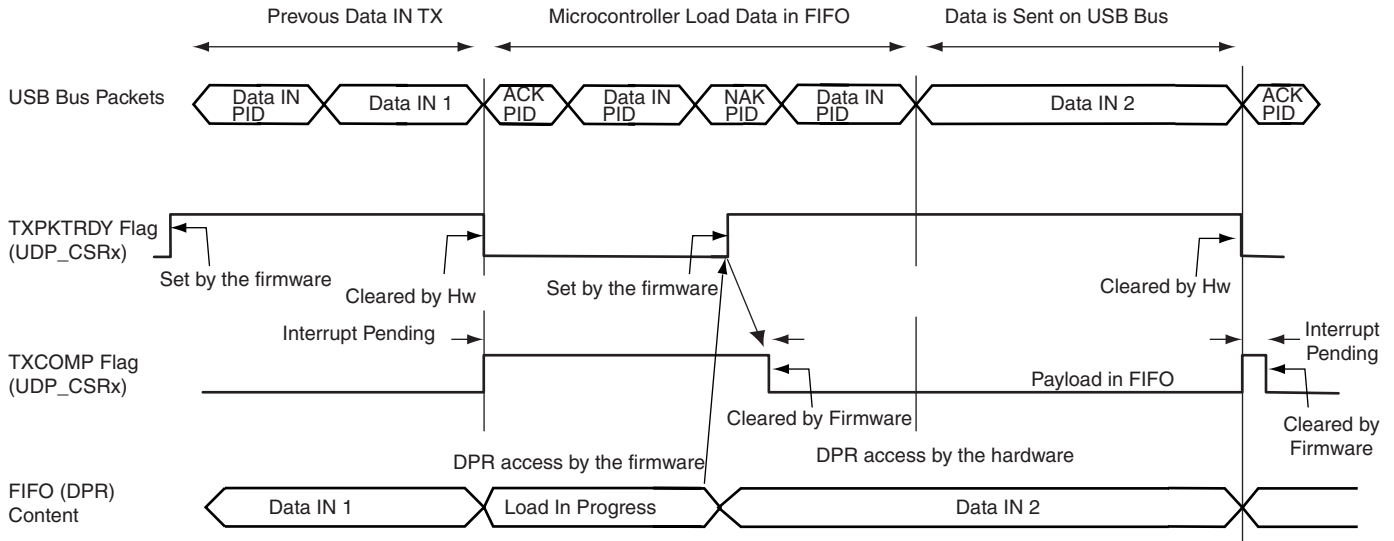 Prevous Data IN TX
Microcontroller Load Data in FIFO
Data is Sent on USB Bus
USB Bus Packets
Data IN
PID
Data IN 1
ACK
PID
Data IN
PID
NAK
PID
Data IN
PID
Data IN 2
ACK
PID
TXPKTRDY Flag
(UDP_CSRx)
Set by the firmware
Cleared by Hw
Set by the firmware
Cleared by Hw
Interrupt Pending
Interrupt
Pending
TXCOMP Flag
(UDP_CSRx)
Payload in FIFO
Cleared by Firmware
Cleared by
Firmware
DPR access by the firmware
DPR access by the hardware
FIFO (DPR)
Content
Data IN 1
Load In Progress
Data IN 2